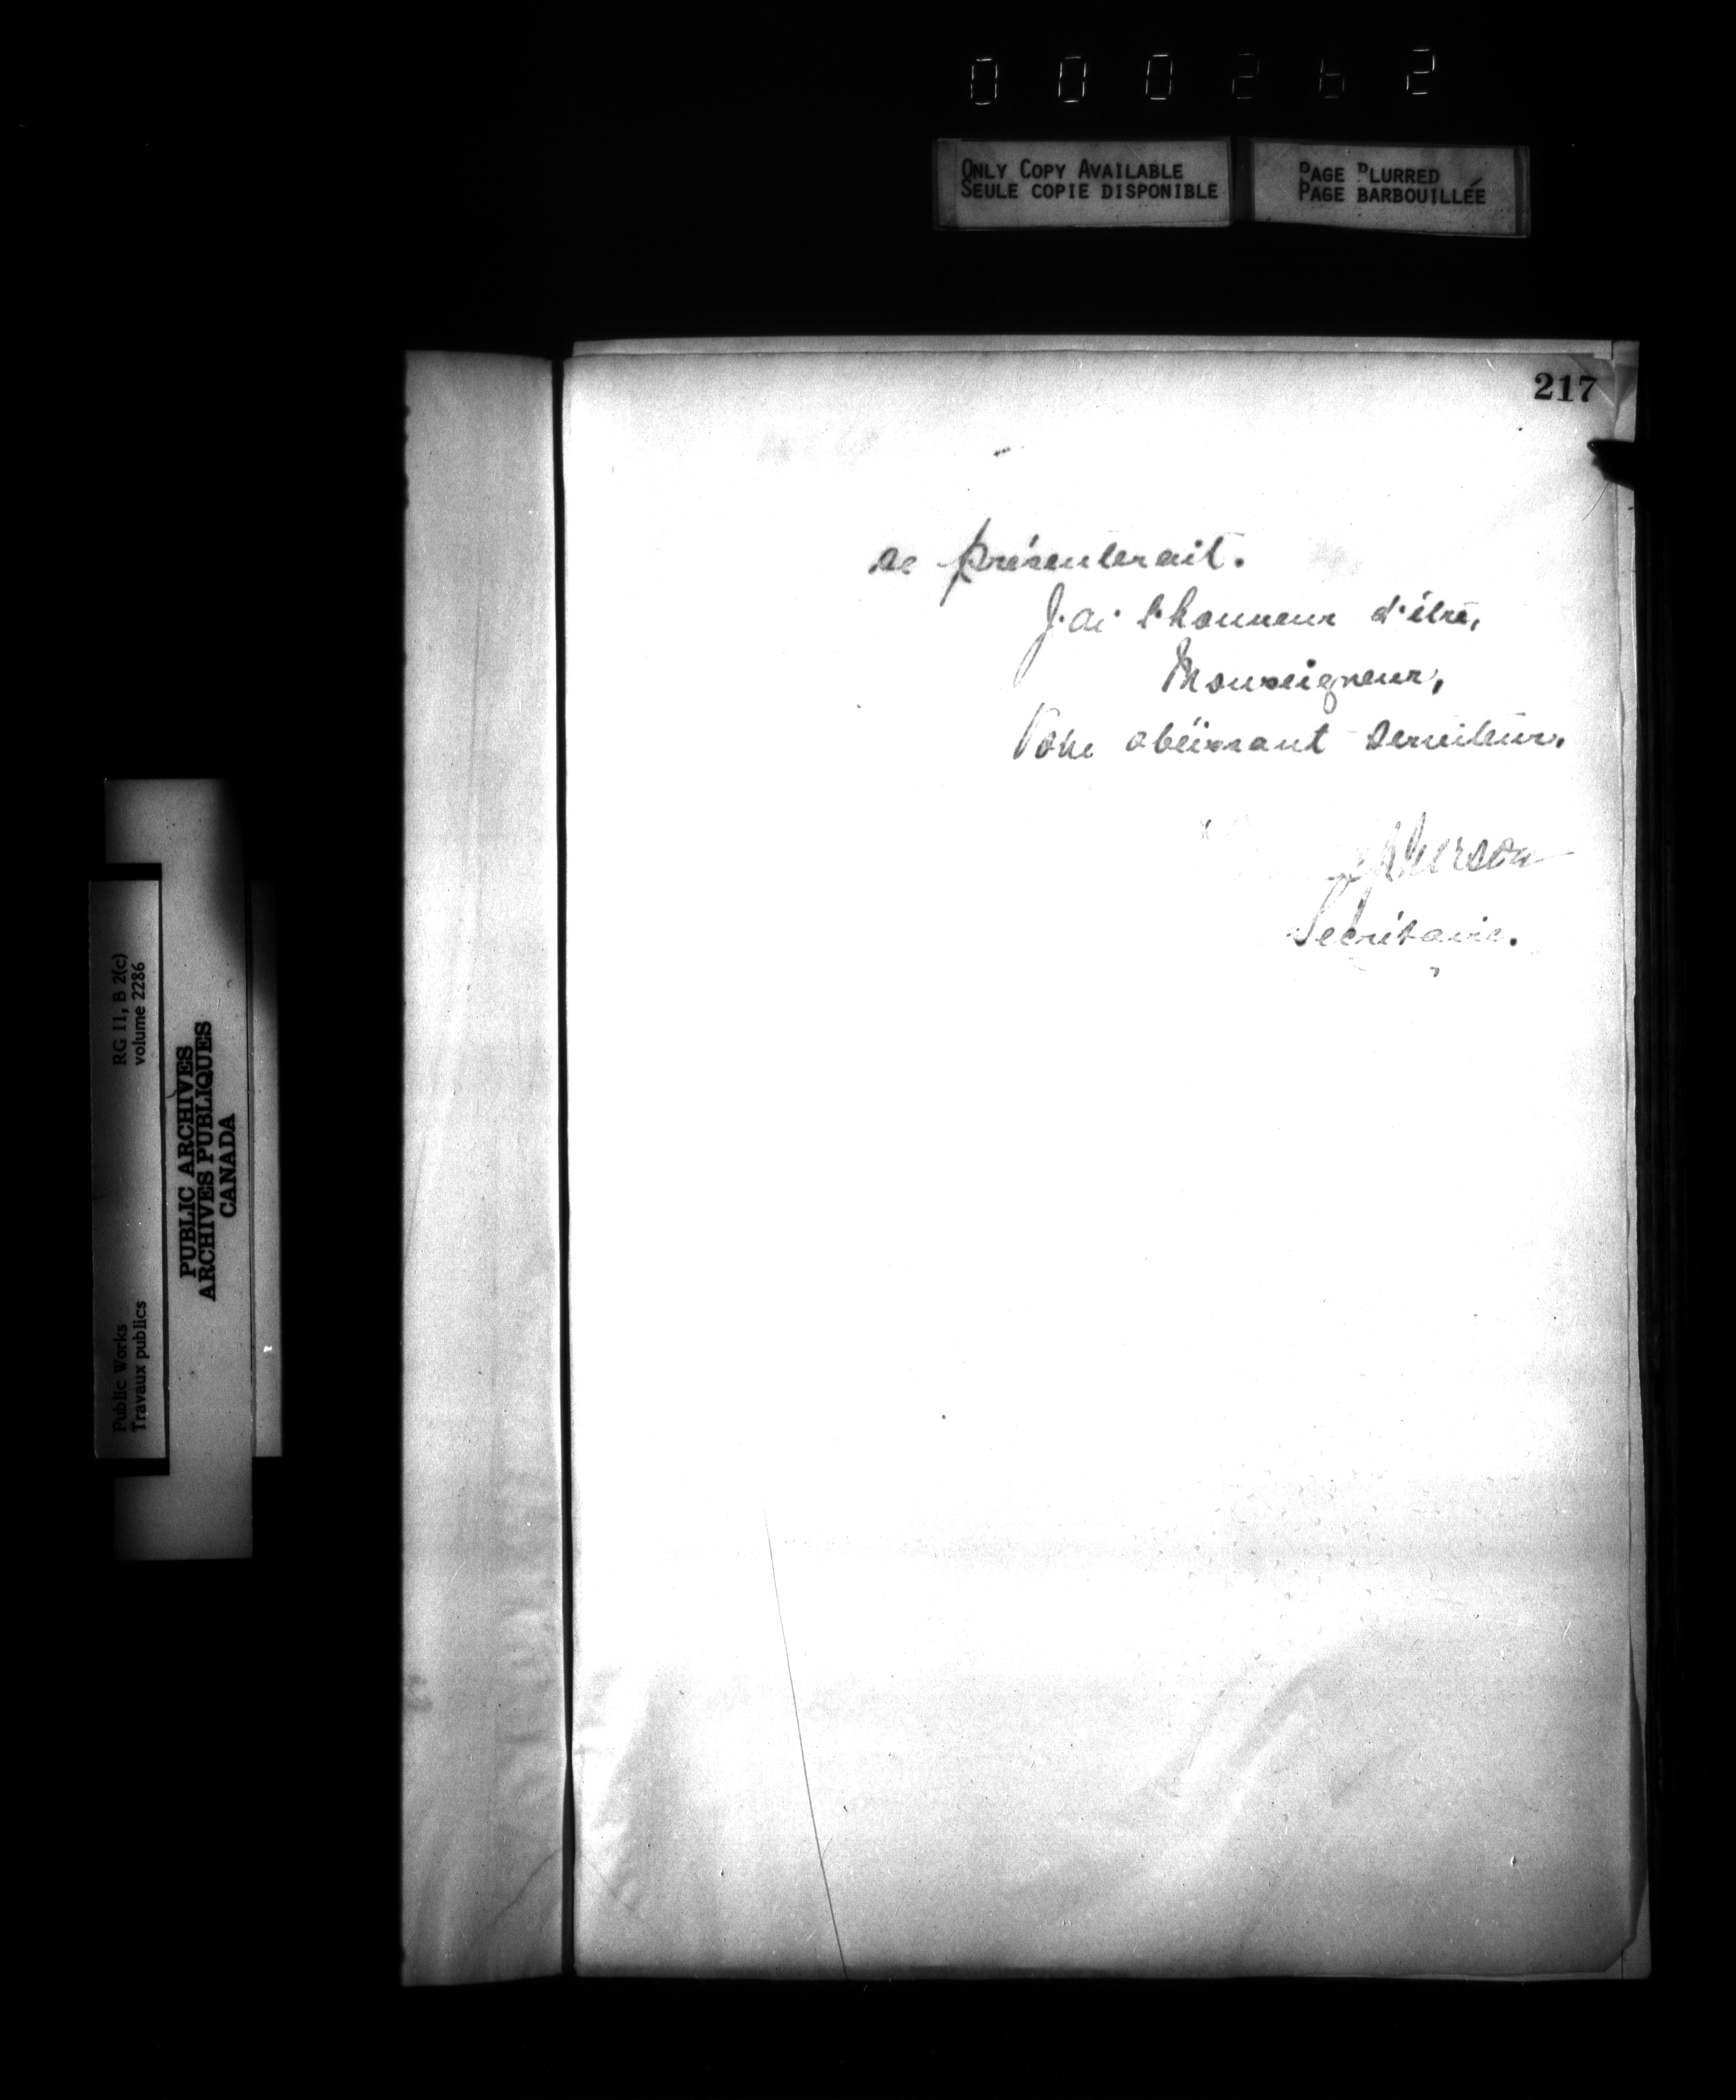 000262
ONLY COPY AVAILABLE
SEULE COPIE DISPONIBLE
PAGE BLURRED
PAGE BARBOUILLÉE
217
se présenterait.
J'ai l'honneur d'être,
Monseigneur,
Votre obéissant serviteur.
Secrétaire.
RG 11, B 2(c)
volume 2286
PUBLIC ARCHIVES
ARCHIVES PUBLIQUES
CANADA
Public Works
Travaux publics